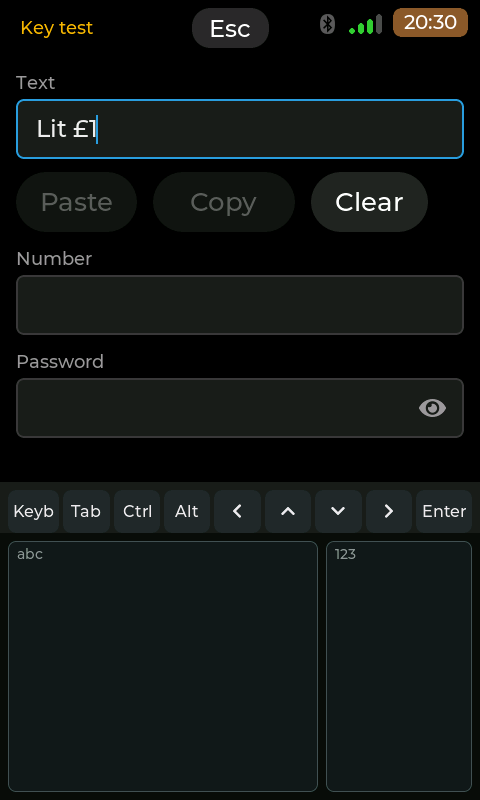 Key test
Esc
20:30
Text
Lit £1
Paste
Copy
Clear
Number
Password
Keyb
Tab
Ctrl
Alt
Enter
abc
123